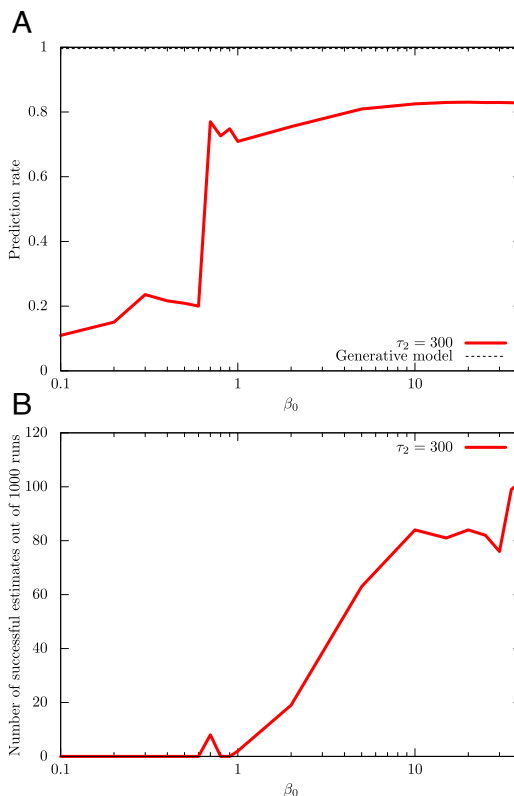 A
Prediction rate
1
0.8
0.6
0.4
0.2
0
τ₂ = 300
Generative model
0.1
1
10
β₀
B
Number of successful estimates out of 1000 runs
120
100
80
60
40
20
0
τ₂ = 300
0.1
1
10
β₀